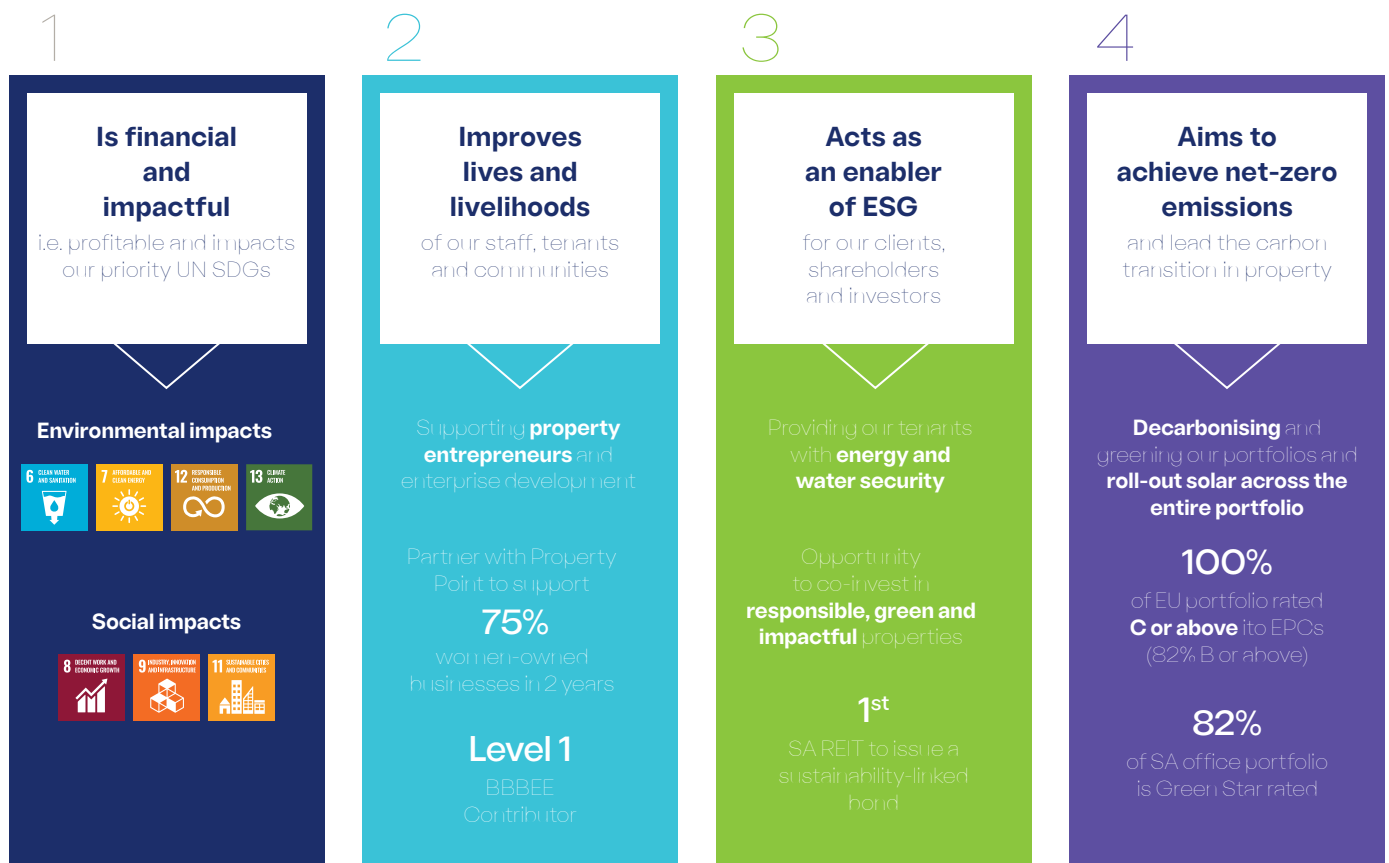 1
Is financial
and
impactful
i.e. profitable and impacts
our priority UN SDGs
Environmental impacts
6 CLEAN WATER
AND SANITATION
7 AFFORDABLE AND
CLEAN ENERGY
12 RESPONSIBLE
CONSUMPTION
AND PRODUCTION
13 CLIMATE
ACTION
Social impacts
8 DECENT WORK AND
ECONOMIC GROWTH
9 INDUSTRY, INNOVATION
AND INFRASTRUCTURE
11 SUSTAINABLE CITIES
AND COMMUNITIES
2
Improves
lives and
livelihoods
of our staff, tenants
and communities
Supporting property
entrepreneurs and
enterprise development
Partner with Property
Point to support
75%
women-owned
businesses in 2 years
Level 1
BBBEE
Contributor
3
Acts as
an enabler
of ESG
for our clients,
shareholders
and investors
Providing our tenants
with energy and
water security
Opportunity
to co-invest in
responsible, green and
impactful properties
1st
SA REIT to issue a
sustainability-linked
bond
4
Aims to
achieve net-zero
emissions
and lead the carbon
transition in property
Decarbonising and
greening our portfolios and
roll-out solar across the
entire portfolio
100%
of EU portfolio rated
C or above ito EPCs
(82% B or above)
82%
of SA office portfolio
is Green Star rated